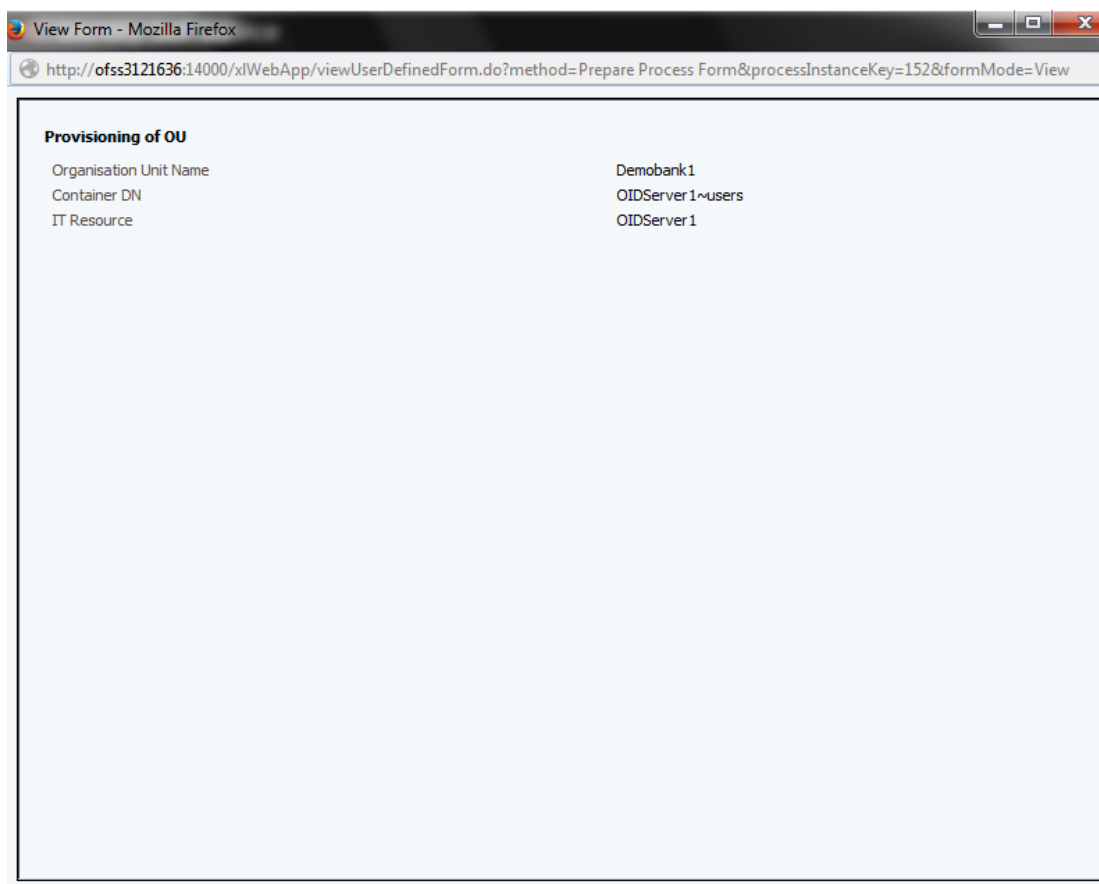 View Form - Mozilla Firefox
http://ofss3121636:14000/xlWebApp/viewUserDefinedForm.do?method=Prepare Process Form&processInstanceKey=152&formMode=View
Provisioning of OU
Organisation Unit Name Demobank1
Container DN OIDServer1~users
IT Resource OIDServer1